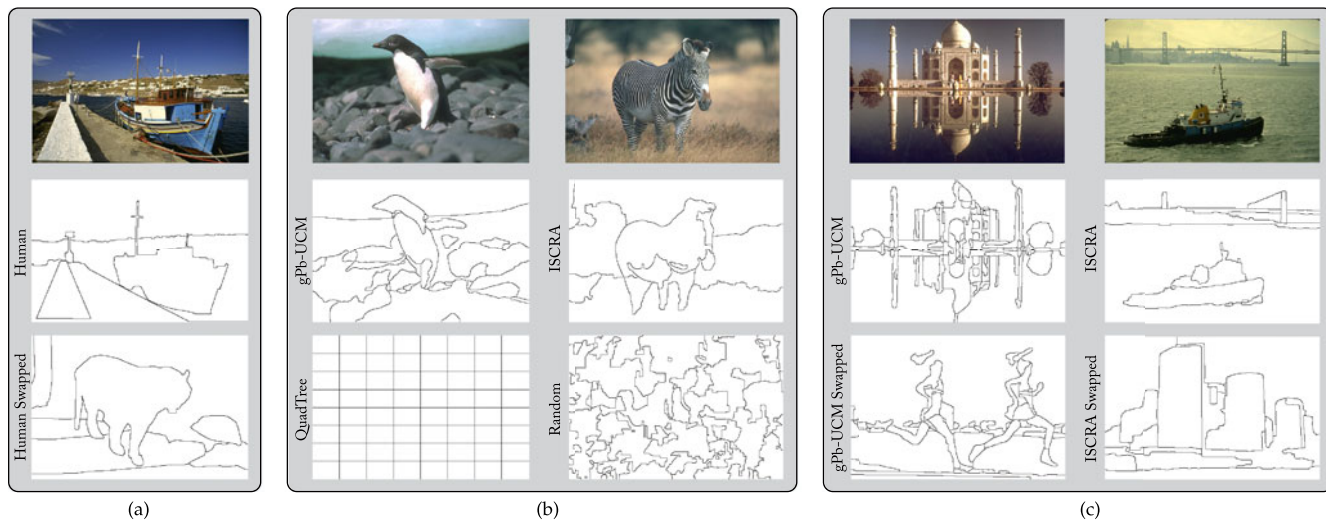 Human
Human Swapped
(a)
gPb-UCM
ISCRA
QuadTree
Random
(b)
gPb-UCM
ISCRA
gPb-UCM Swapped
ISCRA Swapped
(c)